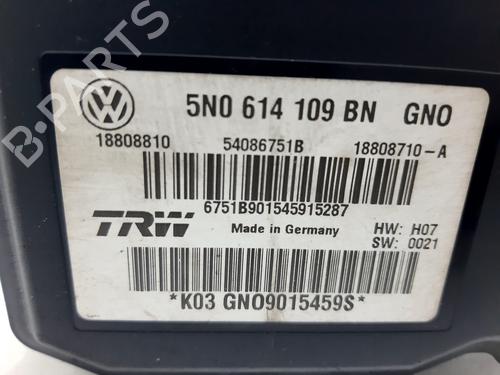 5N0 614 109 BN GNO
18808810 54086751B 18808710-A
6751B901545915287
TRW Made in Germany HW: H07
SW: 0021
*K03 GNO9015459S*